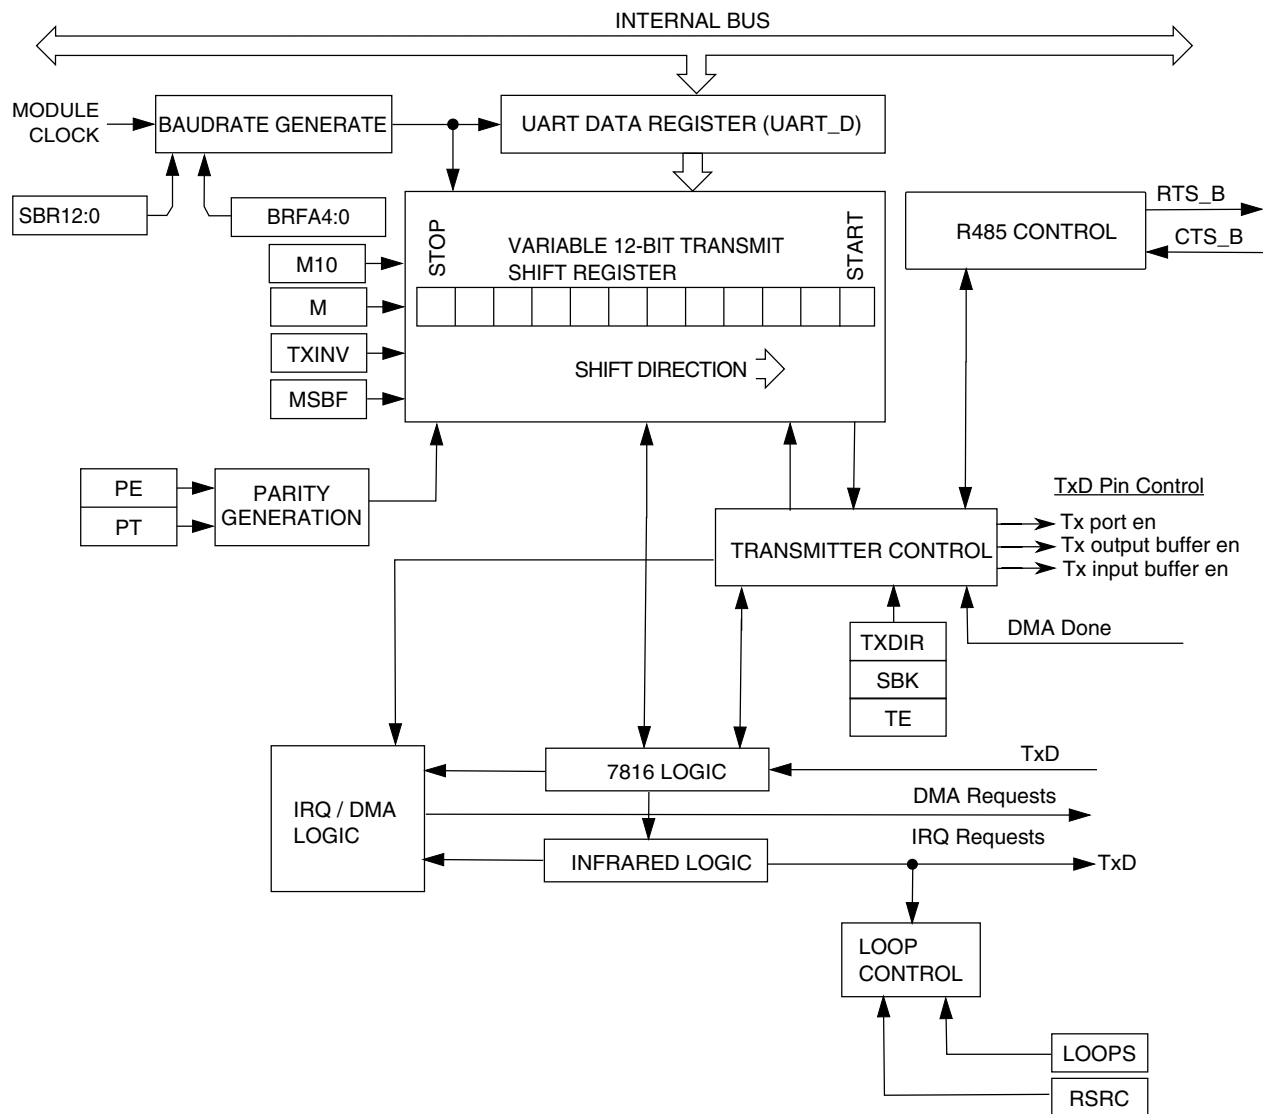 INTERNAL BUS
MODULE
CLOCK
BAUDRATE GENERATE
UART DATA REGISTER (UART_D)
SBR12:0
BRFA4:0
RTS_B
R485 CONTROL
CTS_B
STOP
VARIABLE 12-BIT TRANSMIT
SHIFT REGISTER
START
M10
M
TXINV
SHIFT DIRECTION
MSBF
PE
PT
PARITY
GENERATION
TxD Pin Control
Tx port en
Tx output buffer en
Tx input buffer en
TRANSMITTER CONTROL
DMA Done
TXDIR
SBK
TE
7816 LOGIC
TxD
IRQ / DMA
LOGIC
DMA Requests
IRQ Requests
INFRARED LOGIC
TxD
LOOP
CONTROL
LOOPS
RSRC